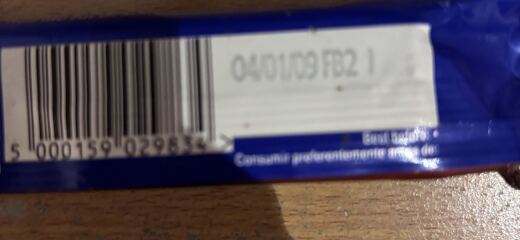 04/01/09 FB2 1
5 000159 029834 >
Best before:
Consumir preferentemente antes de: